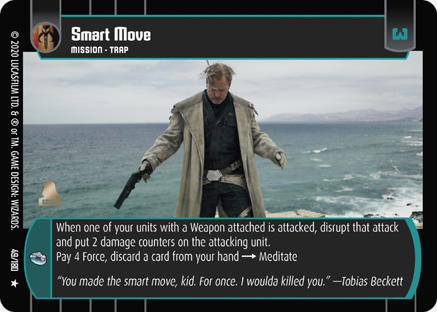 Smart Move
MISSION • TRAP
3
© 2020 LUCASFILM LTD. & ® or TM. GAME DESIGN: WIZARDS.
When one of your units with a Weapon attached is attacked, disrupt that attack
and put 2 damage counters on the attacking unit.
Pay 4 Force, discard a card from your hand → Meditate
"You made the smart move, kid. For once. I woulda killed you." —Tobias Beckett